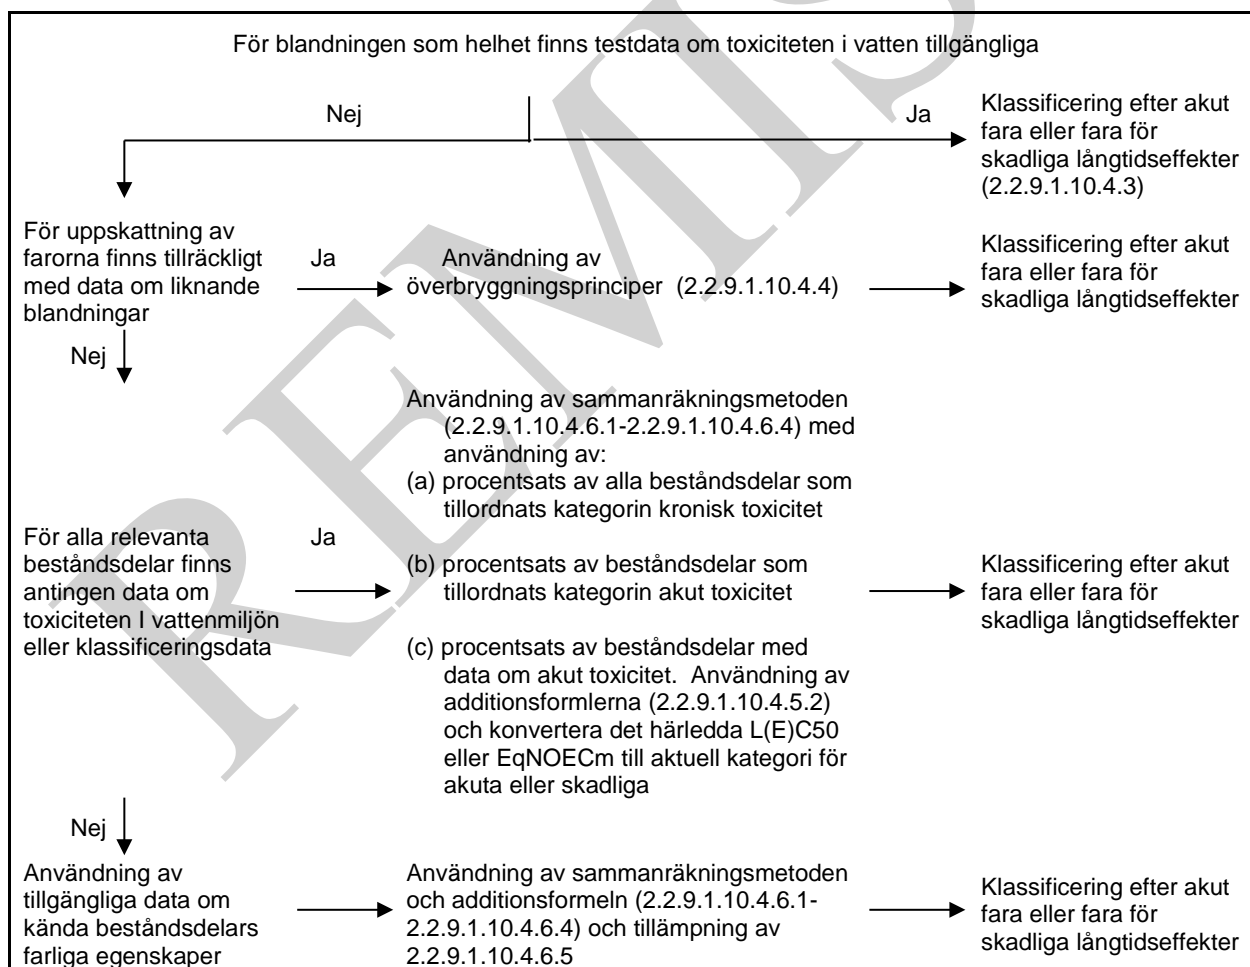 För blandningen som helhet finns testdata om toxiciteten i vatten tillgängliga
Nej
Ja
Klassificering efter akut
fara eller fara för
skadliga långtidseffekter
(2.2.9.1.10.4.3)
För uppskattning av
farorna finns tillräckligt
med data om liknande
blandningar
Ja
Användning av
överbryggningsprinciper (2.2.9.1.10.4.4)
Klassificering efter akut
fara eller fara för
skadliga långtidseffekter
Nej
Användning av sammanräkningsmetoden
(2.2.9.1.10.4.6.1-2.2.9.1.10.4.6.4) med
användning av:
(a) procentsats av alla beståndsdelar som
tillordnats kategorin kronisk toxicitet
För alla relevanta
beståndsdelar finns
antingen data om
toxiciteten I vattenmiljön
eller klassificeringsdata
Ja
(b) procentsats av beståndsdelar som
tillordnats kategorin akut toxicitet
(c) procentsats av beståndsdelar med
data om akut toxicitet. Användning av
additionsformlerna (2.2.9.1.10.4.5.2)
och konvertera det härledda L(E)C50
eller EqNOECm till aktuell kategori för
akuta eller skadliga
Klassificering efter akut
fara eller fara för
skadliga långtidseffekter
Nej
Användning av
tillgängliga data om
kända beståndsdelars
farliga egenskaper
Användning av sammanräkningsmetoden
och additionsformeln (2.2.9.1.10.4.6.1-
2.2.9.1.10.4.6.4) och tillämpning av
2.2.9.1.10.4.6.5
Klassificering efter akut
fara eller fara för
skadliga långtidseffekter
REMIS